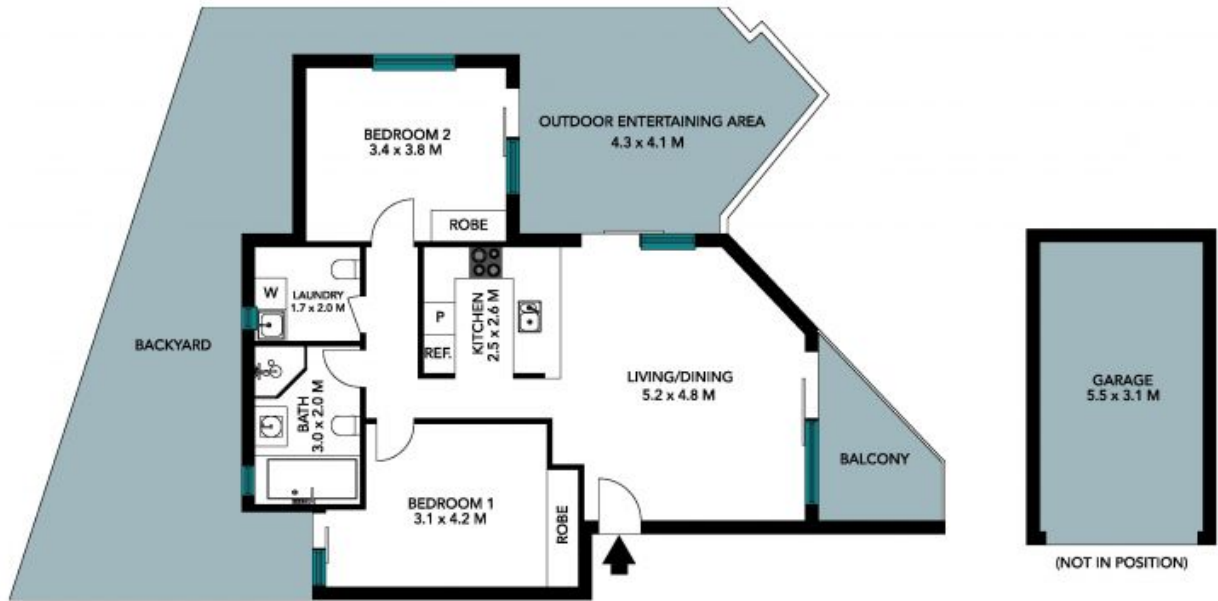 BEDROOM 2
3.4 x 3.8 M
OUTDOOR ENTERTAINING AREA
4.3 x 4.1 M
ROBE
W
LAUNDRY
1.7 x 2.0 M
P
REF.
KITCHEN
2.5 x 2.6 M
BACKYARD
BATH
3.0 x 2.0 M
LIVING/DINING
5.2 x 4.8 M
BALCONY
BEDROOM 1
3.1 x 4.2 M
ROBE
GARAGE
5.5 x 3.1 M
(NOT IN POSITION)